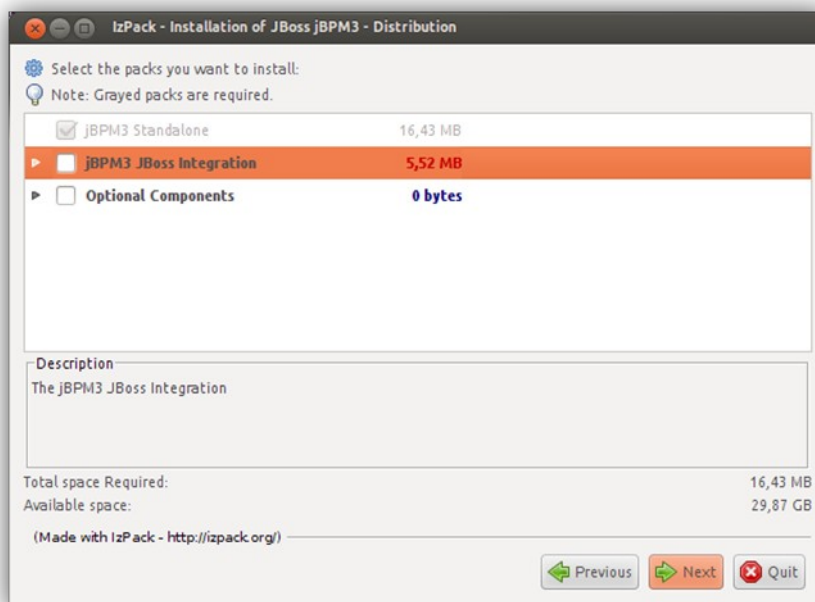 IzPack - Installation of JBoss jBPM3 - Distribution
Select the packs you want to install:
Note: Grayed packs are required.
jBPM3 Standalone 16,43 MB
jBPM3 JBoss Integration 5,52 MB
Optional Components 0 bytes
Description
The jBPM3 JBoss Integration
Total space Required: 16,43 MB
Available space: 29,87 GB
(Made with IzPack - http://izpack.org/)
Previous Next Quit